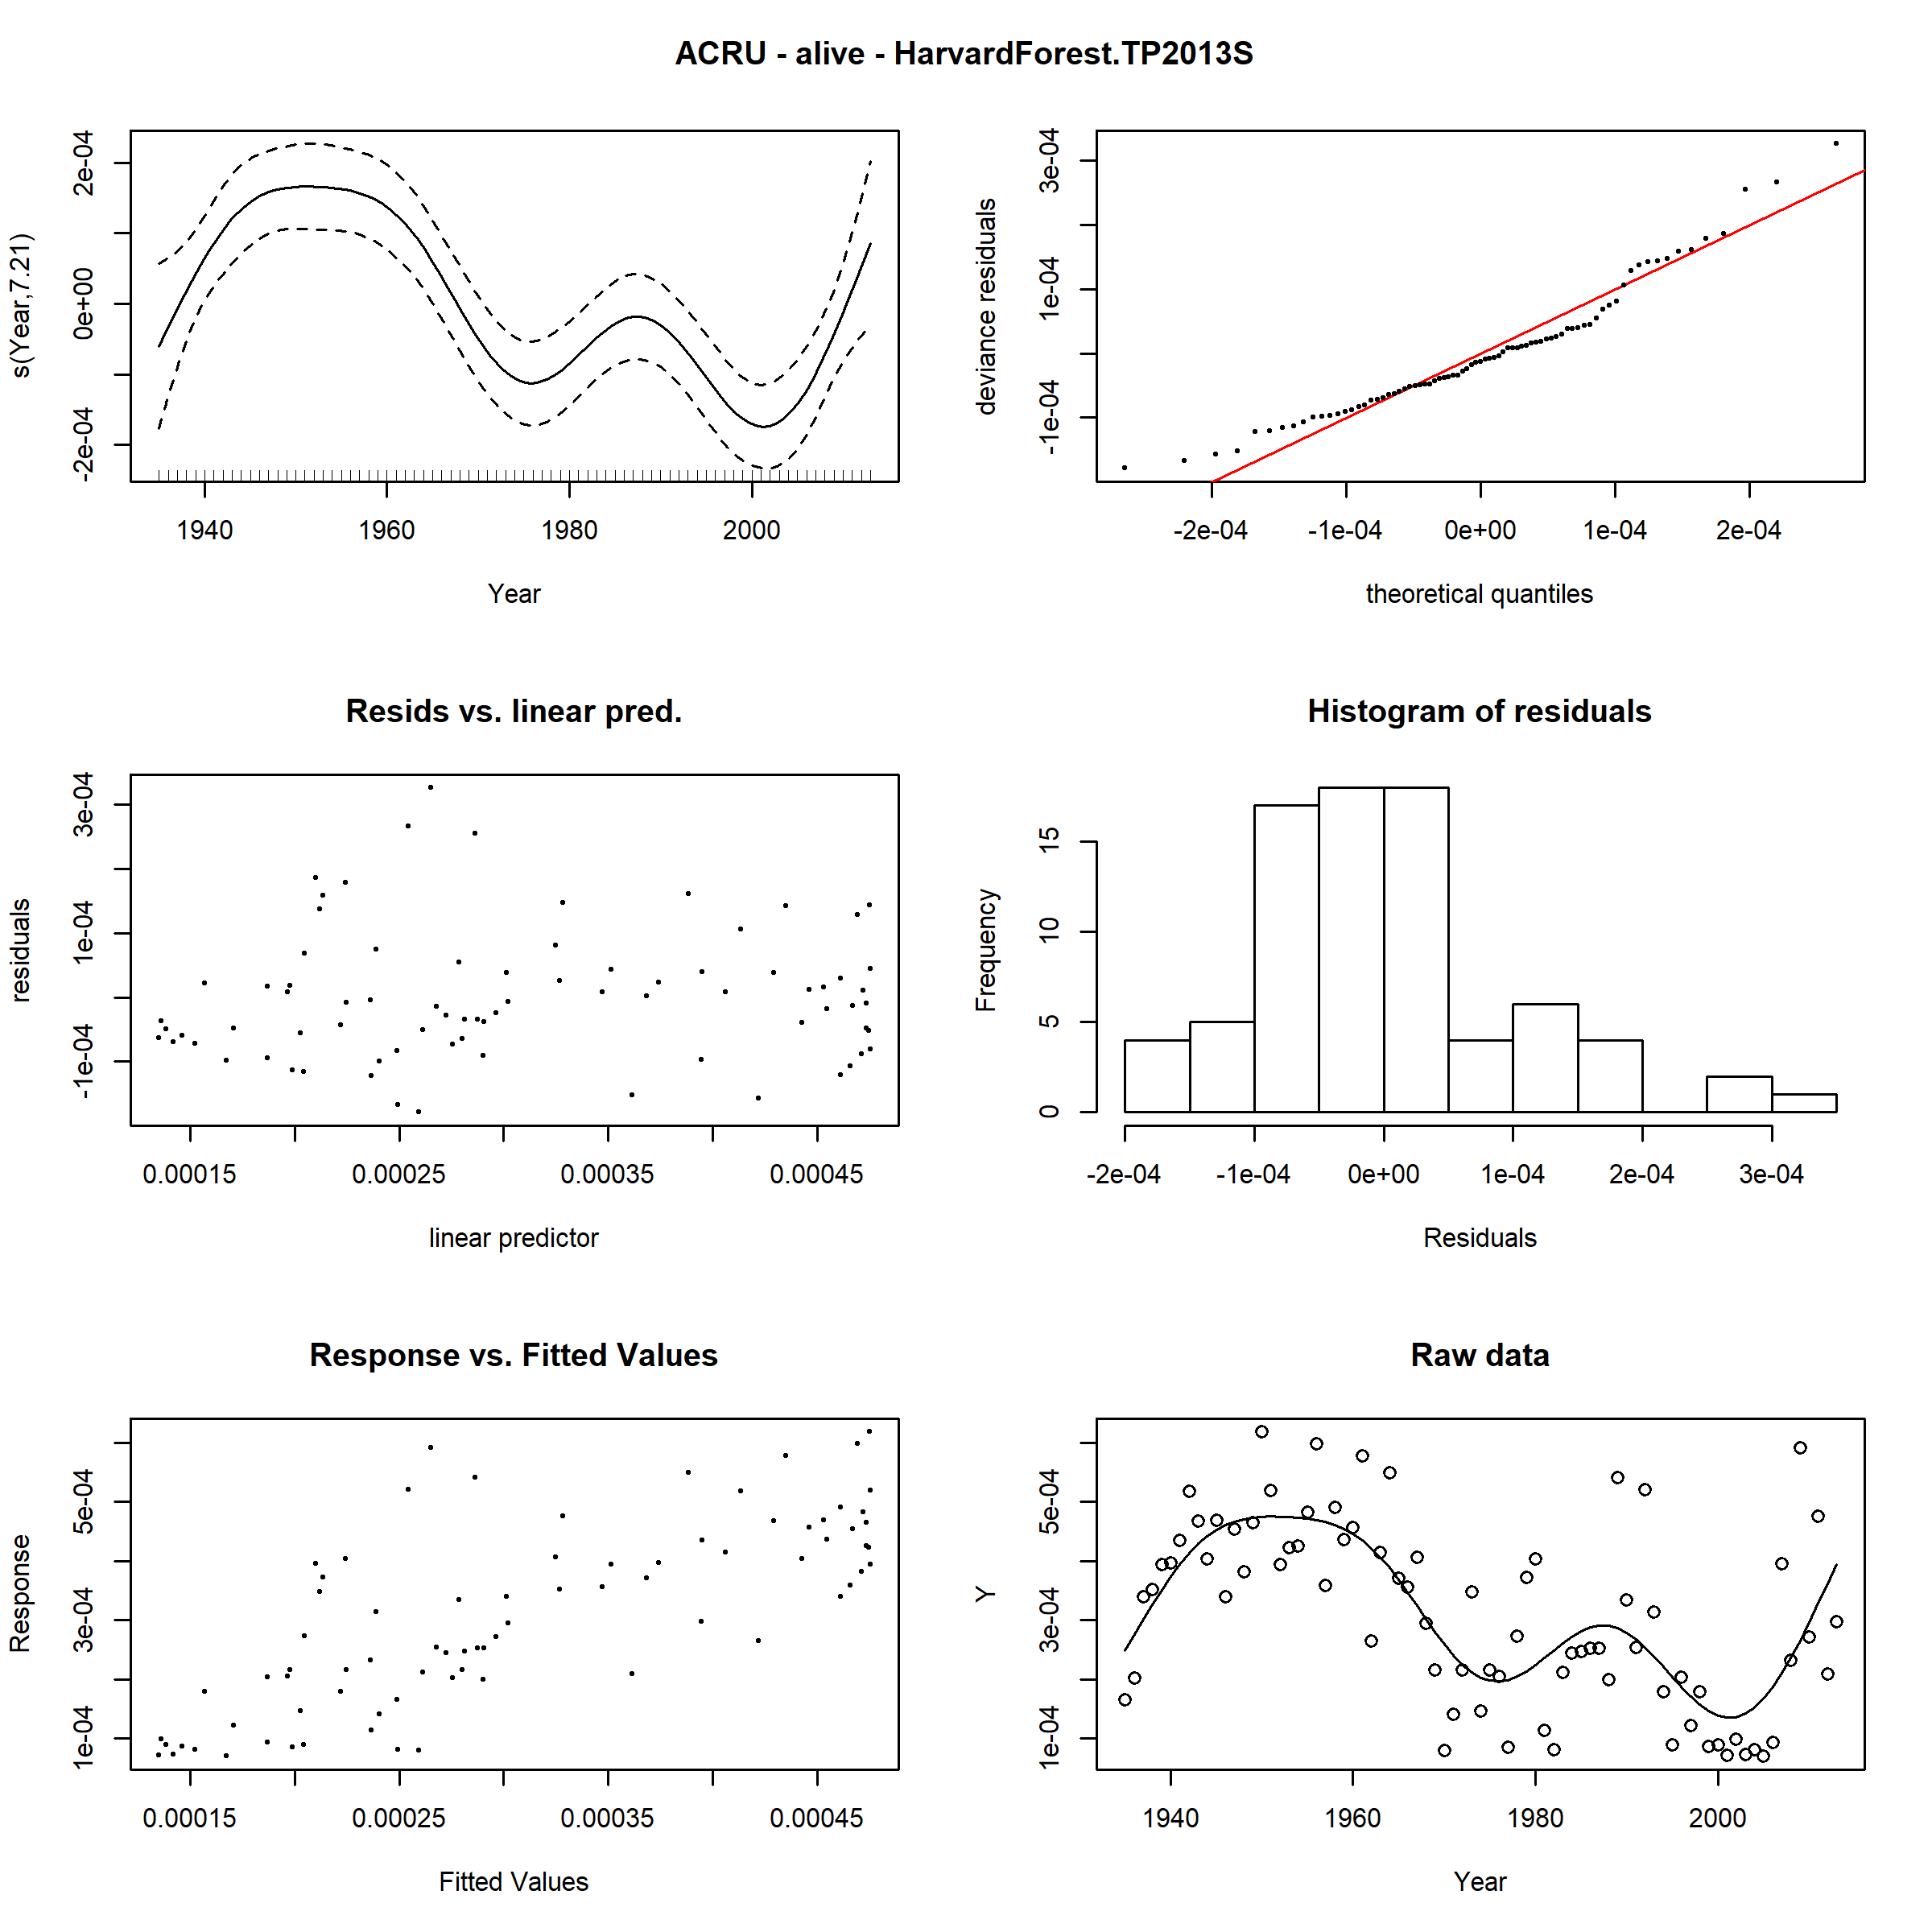 ACRU - alive - HarvardForest.TP2013S
s(Year,7.21)
-2e-04 0e+00 2e-04
1940 1960 1980 2000
Year
deviance residuals
-1e-04 1e-04 3e-04
-2e-04 -1e-04 0e+00 1e-04 2e-04
theoretical quantiles
Resids vs. linear pred.
residuals
-1e-04 1e-04 3e-04
0.00015 0.00025 0.00035 0.00045
linear predictor
Histogram of residuals
Frequency
0 5 10 15
-2e-04 -1e-04 0e+00 1e-04 2e-04 3e-04
Residuals
Response vs. Fitted Values
Response
1e-04 3e-04 5e-04
0.00015 0.00025 0.00035 0.00045
Fitted Values
Raw data
Y
1e-04 3e-04 5e-04
1940 1960 1980 2000
Year